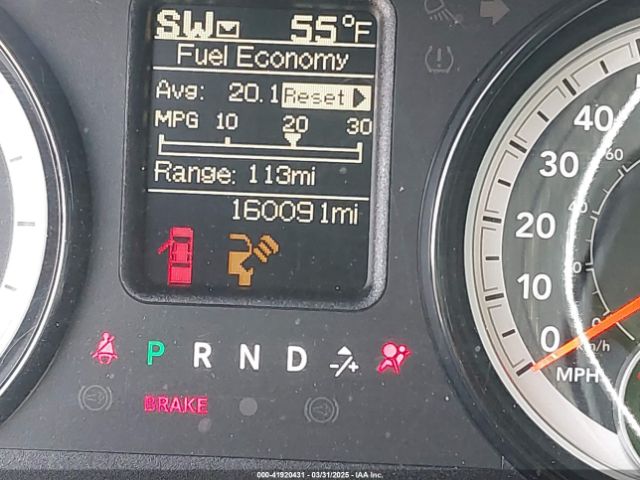 SW 55°F
Fuel Economy
Avg: 20.1 Reset
MPG 10 20 30
Range: 113mi
160091mi
P R N D -/+
BRAKE
40
30
20
10
0
MPH
60
km/h
000-41920431 - 03/31/2025 - IAA Inc.